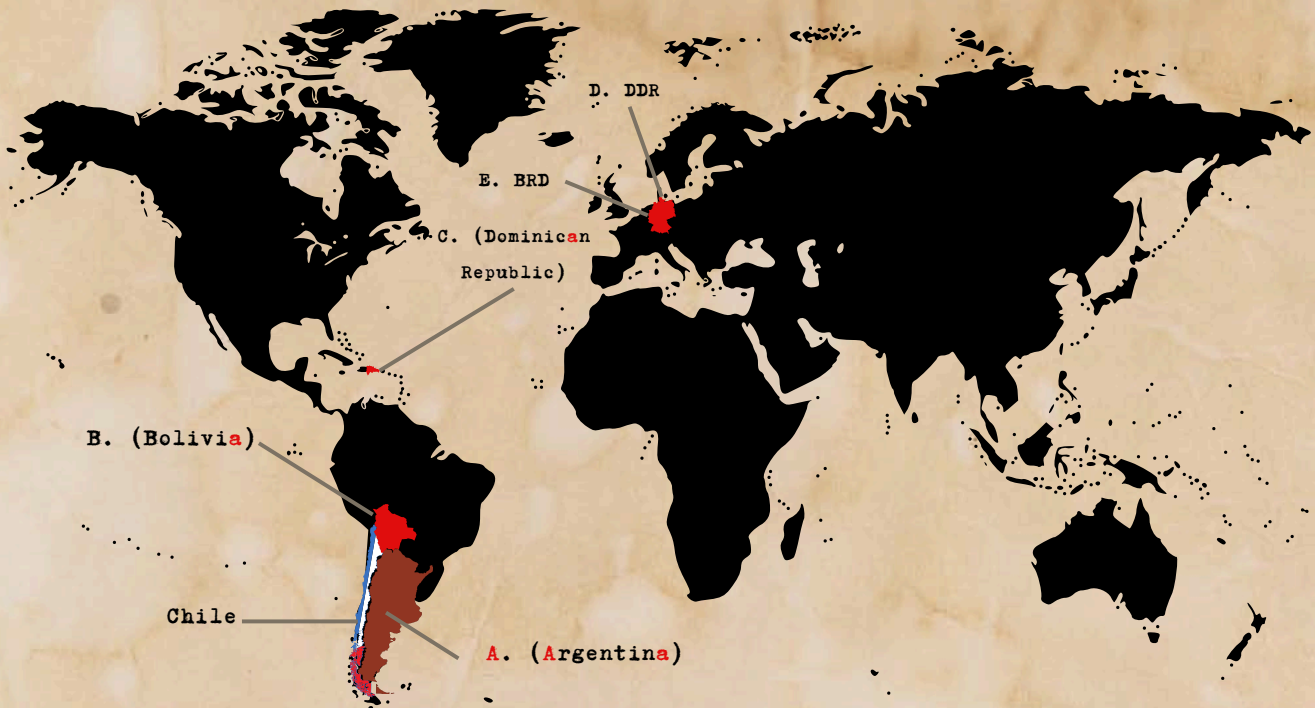 D. DDR
E. BRD
C. (Dominican
Republic)
B. (Bolivia)
Chile
A. (Argentina)